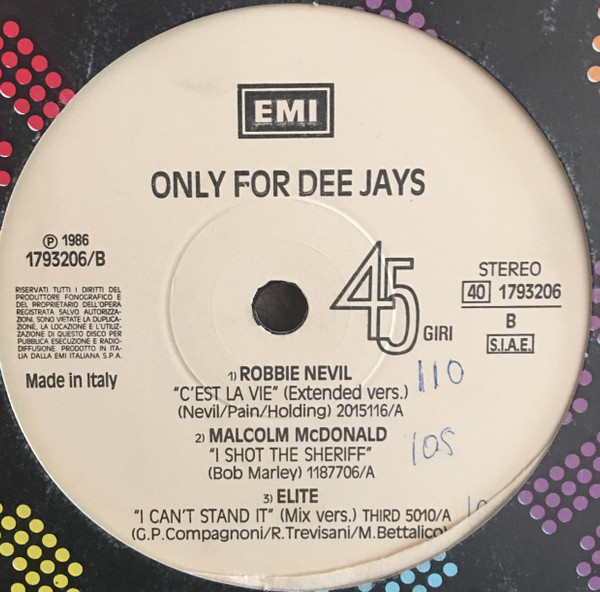 EMI
ONLY FOR DEE JAYS
℗ 1986
1793206/B
RISERVATI TUTTI I DIRITTI DEL
PRODUTTORE FONOGRAFICO E
DEL PROPRIETARIO DELL'OPERA
REGISTRATA SALVO AUTORIZZA-
ZIONI, SONO VIETATE LA DUPLICA-
ZIONE, LA LOCAZIONE E L'UTILIZ-
ZAZIONE DI QUESTO DISCO PER
PUBBLICA ESECUZIONE E RADIO-
DIFFUSIONE. PRODOTTO IN ITA-
LIA DALLA EMI ITALIANA S.P.A.
Made in Italy
45 GIRI
STEREO
40 1793206
B
S.I.A.E.
1) ROBBIE NEVIL
"C'EST LA VIE" (Extended vers.) 110
(Nevil/Pain/Holding) 2015116/A
2) MALCOLM McDONALD 108
"I SHOT THE SHERIFF"
(Bob Marley) 1187706/A
3) ELITE
"I CAN'T STAND IT" (Mix vers.) THIRD 5010/A
(G.P.Compagnoni/R.Trevisani/M.Bettalico)